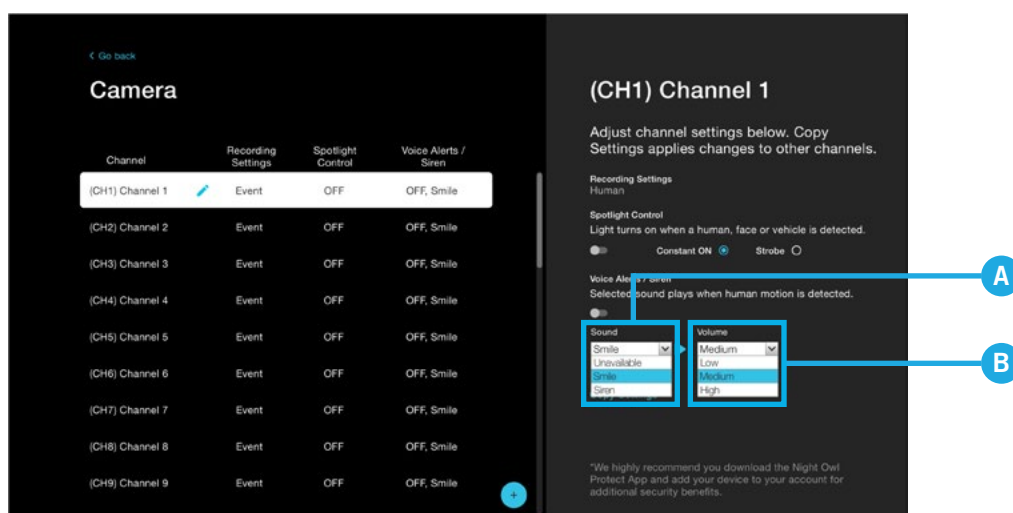 Go back
Camera
Channel
Recording
Settings
Spotlight
Control
Voice Alerts /
Siren
(CH1) Channel 1 Event OFF OFF, Smile
(CH2) Channel 2 Event OFF OFF, Smile
(CH3) Channel 3 Event OFF OFF, Smile
(CH4) Channel 4 Event OFF OFF, Smile
(CH5) Channel 5 Event OFF OFF, Smile
(CH6) Channel 6 Event OFF OFF, Smile
(CH7) Channel 7 Event OFF OFF, Smile
(CH8) Channel 8 Event OFF OFF, Smile
(CH9) Channel 9 Event OFF OFF, Smile
+
(CH1) Channel 1
Adjust channel settings below. Copy
Settings applies changes to other channels.
Recording Settings
Human
Spotlight Control
Light turns on when a human, face or vehicle is detected.
Constant ON Strobe
Voice Alerts / Siren
Selected sound plays when human motion is detected.
Sound
Smile
Unavailable
Smile
Siren
Volume
Medium
Low
Medium
High
"We highly recommend you download the Night Owl
Protect App and add your device to your account for
additional security benefits.
A
B